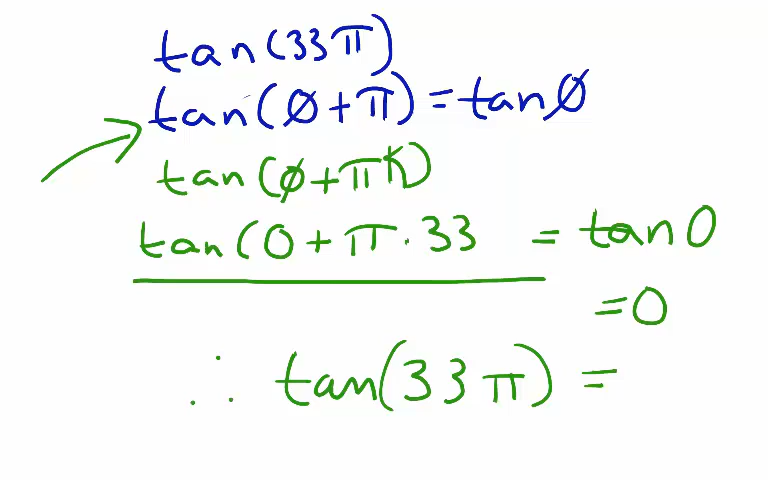 tan(33π)
tan(Ø+π)=tanØ
tan(Ø+πk)
tan(0+π·33 = tan0
=0
∴ tan(33π)=